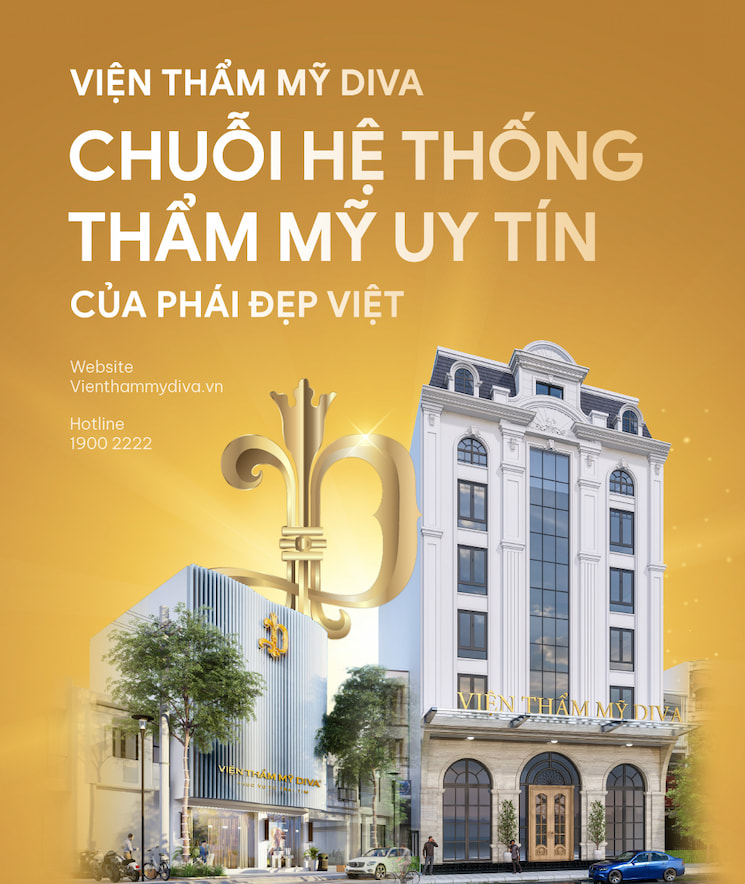 VIỆN THẨM MỸ DIVA
CHUỖI HỆ THỐNG
THẨM MỸ UY TÍN
CỦA PHÁI ĐẸP VIỆT
Website
Vienthammydiva.vn
Hotline
1900 2222
VIỆN THẨM MỸ DIVA
VIỆN THẨM MỸ DIVA